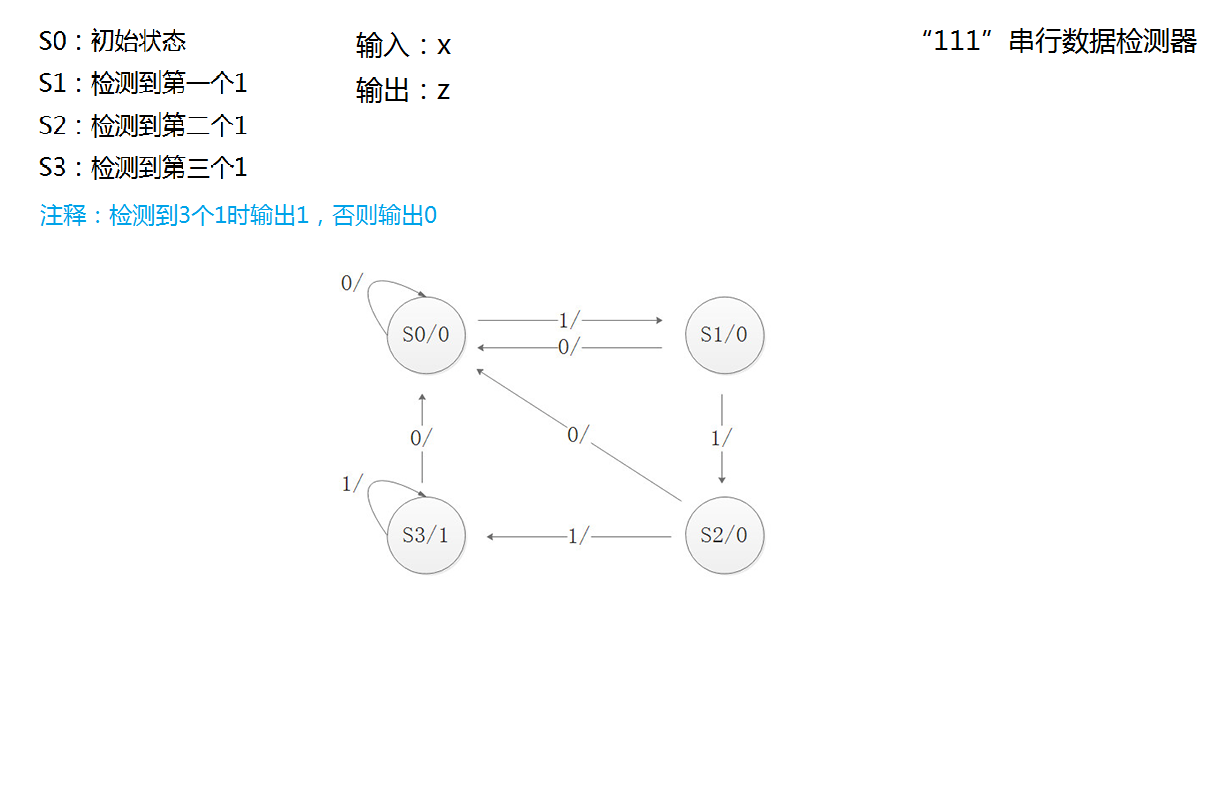 S0：初始状态
S1：检测到第一个1
S2：检测到第二个1
S3：检测到第三个1
注释：检测到3个1时输出1，否则输出0
输入：x
输出：z
“111”串行数据检测器
0/
S0/0
1/
0/
S1/0
0/
0/
1/
1/
S3/1
1/
S2/0